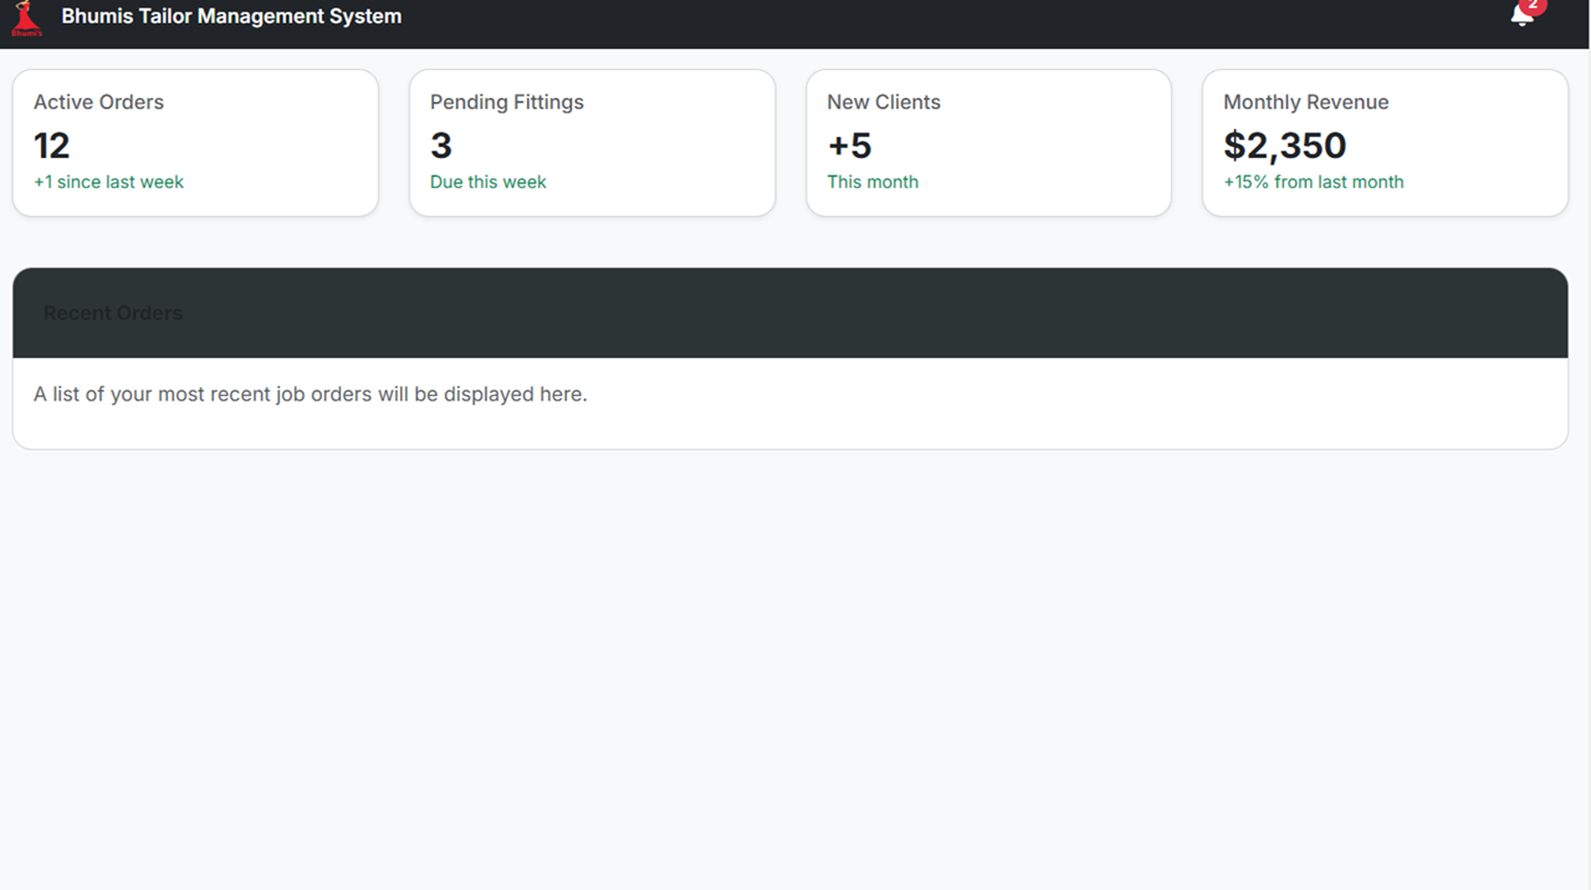 Bhumi's
Bhumis Tailor Management System
2
Active Orders
12
+1 since last week
Pending Fittings
3
Due this week
New Clients
+5
This month
Monthly Revenue
$2,350
+15% from last month
Recent Orders
A list of your most recent job orders will be displayed here.